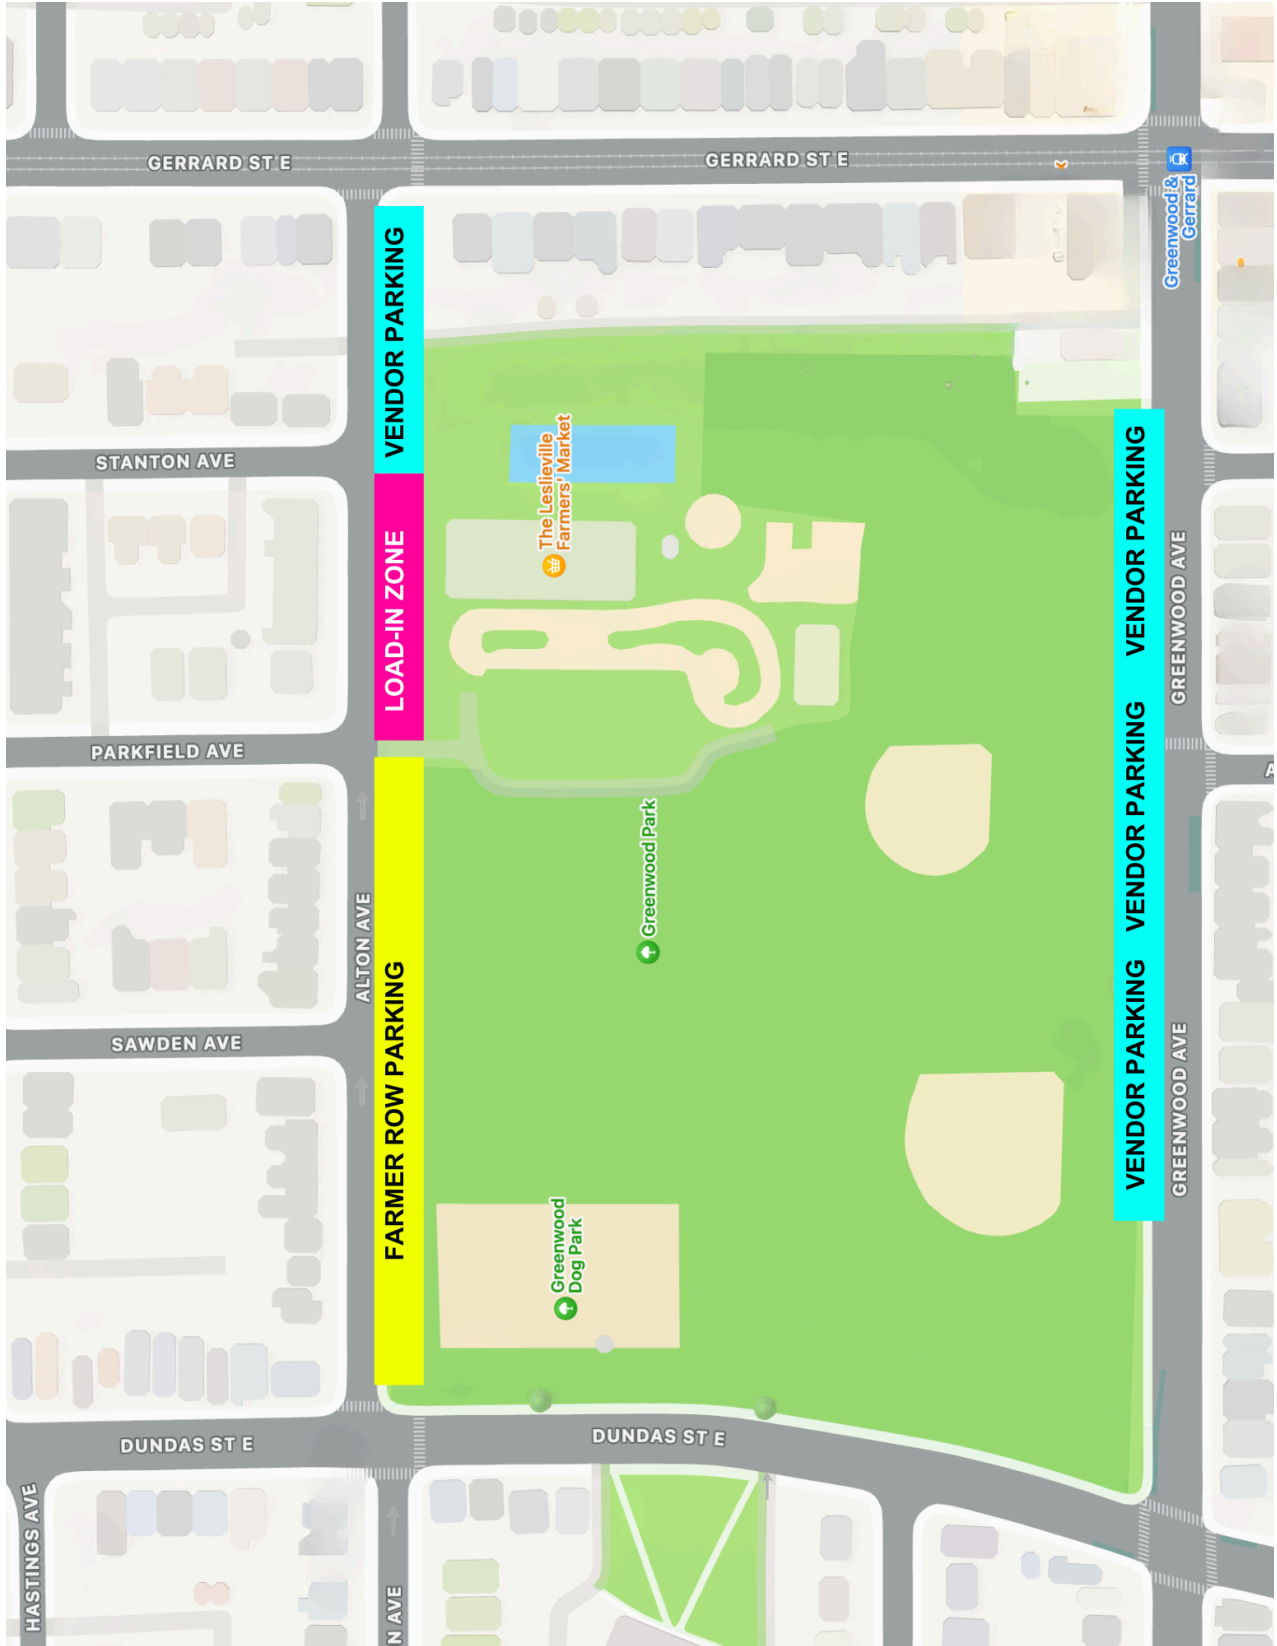 GERRARD ST E
GERRARD ST E
Greenwood &
Gerrard
VENDOR PARKING
STANTON AVE
The Leslieville
Farmers' Market
LOAD-IN ZONE
VENDOR PARKING
GREENWOOD AVE
PARKFIELD AVE
VENDOR PARKING
A
Greenwood Park
ALTON AVE
FARMER ROW PARKING
VENDOR PARKING
SAWDEN AVE
GREENWOOD AVE
Greenwood
Dog Park
DUNDAS ST E
DUNDAS ST E
HASTINGS AVE
N AVE